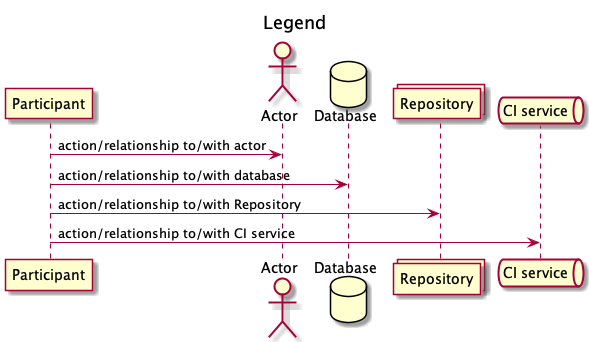 Legend
Participant
Actor
Database
Repository
CI service
action/relationship to/with actor
action/relationship to/with database
action/relationship to/with Repository
action/relationship to/with CI service
Participant
Actor
Database
Repository
CI service